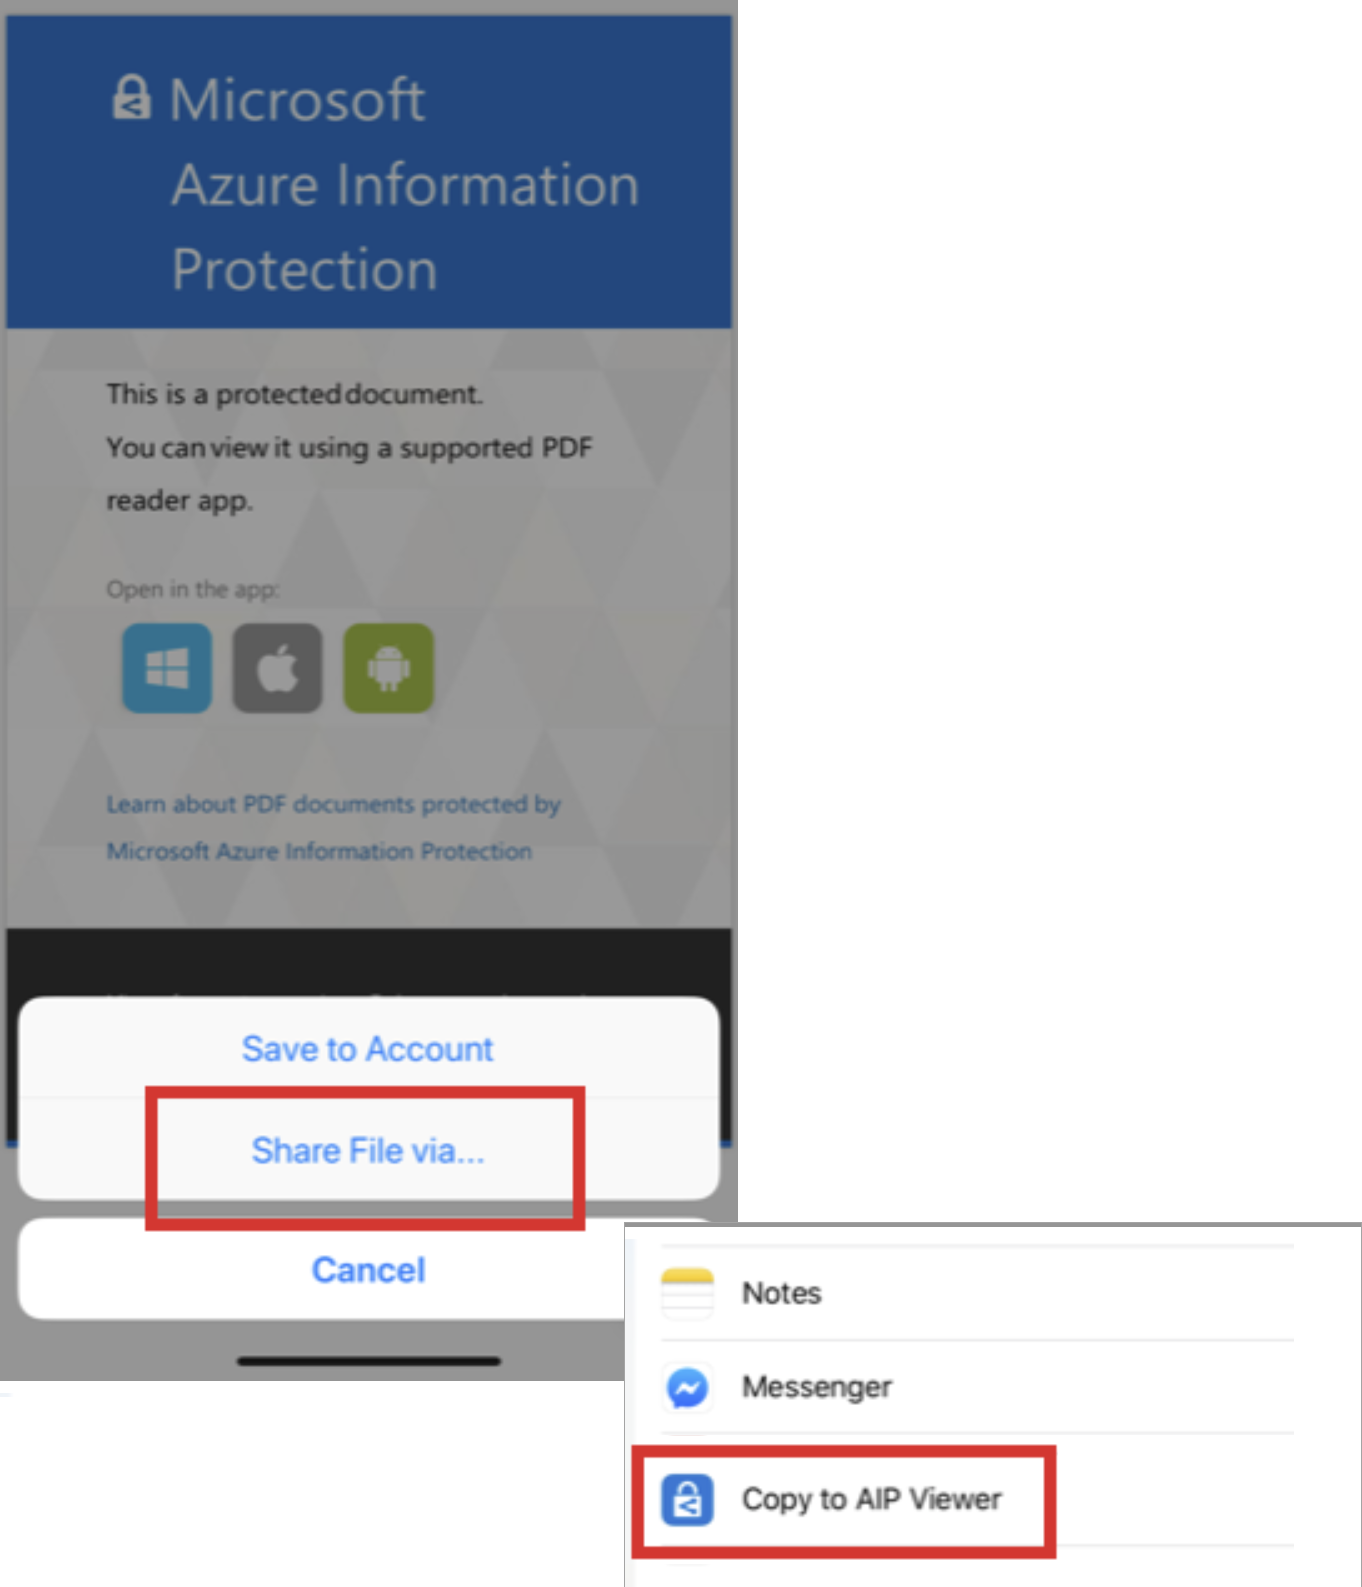 Microsoft
Azure Information
Protection
This is a protected document.
You can view it using a supported PDF
reader app.
Open in the app:
Learn about PDF documents protected by
Microsoft Azure Information Protection
Save to Account
Share File via...
Cancel
Notes
Messenger
Copy to AIP Viewer